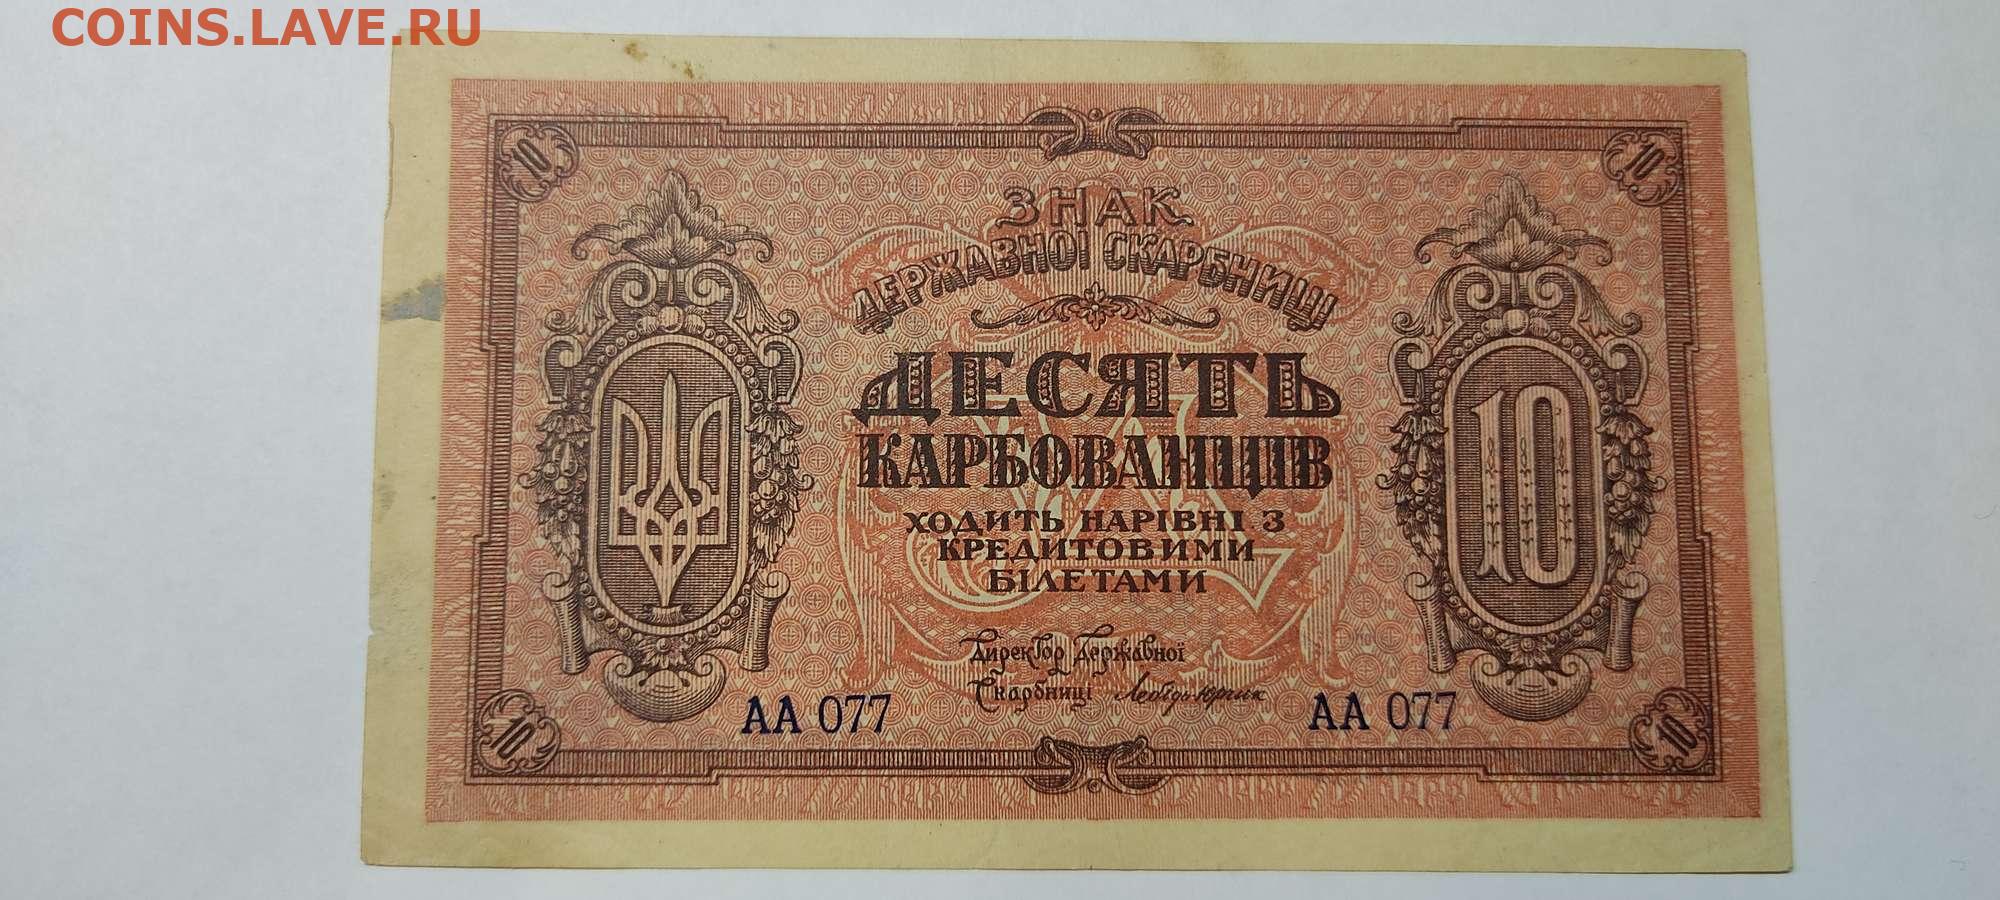 COINS.LAVE.RU
10
10
ЗНАК
ДЕРЖАВНОЇ СКАРБНИЦІ
ДЕСЯТЬ
КАРБОВАНЦІВ
10
ХОДИТЬ НАРІВНІ З
КРЕДИТОВИМИ
БІЛЕТАМИ
Директор Державної
Скарбниці
АА 077
АА 077
10
10